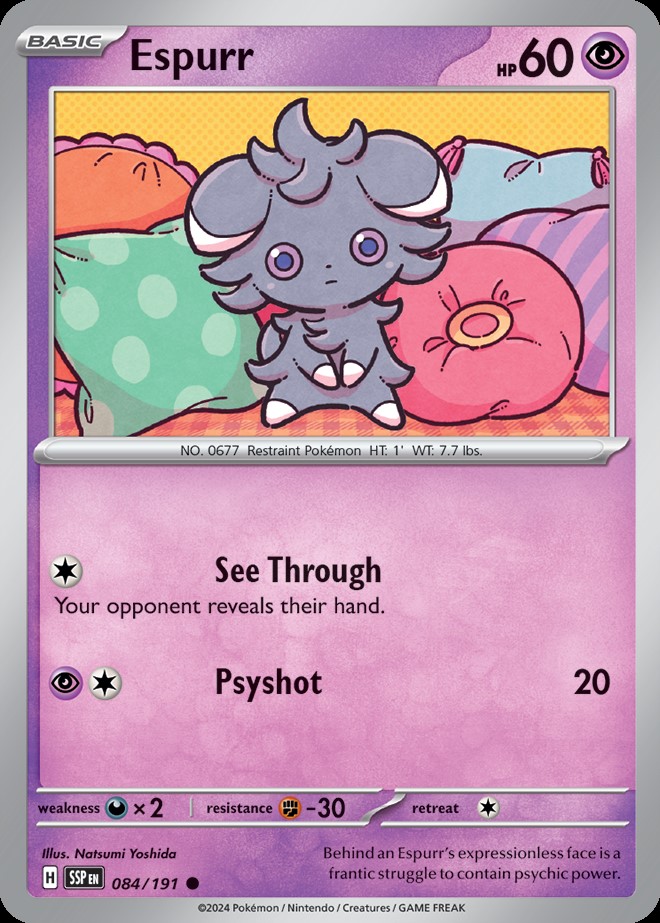 BASIC
Espurr
HP 60
NO. 0677 Restraint Pokémon HT: 1' WT: 7.7 lbs.
See Through
Your opponent reveals their hand.
Psyshot 20
weakness ×2 resistance -30 retreat
Illus. Natsumi Yoshida
H SSP EN 084/191
Behind an Espurr's expressionless face is a
frantic struggle to contain psychic power.
©2024 Pokémon / Nintendo / Creatures / GAME FREAK